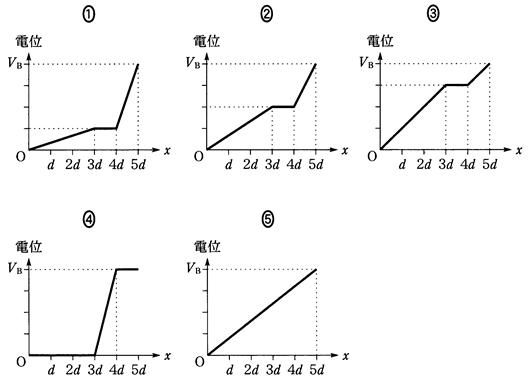 ①
電位
V_B
O
d 2d 3d 4d 5d x
②
電位
V_B
O
d 2d 3d 4d 5d x
③
電位
V_B
O
d 2d 3d 4d 5d x
④
電位
V_B
O
d 2d 3d 4d 5d x
⑤
電位
V_B
O
d 2d 3d 4d 5d x